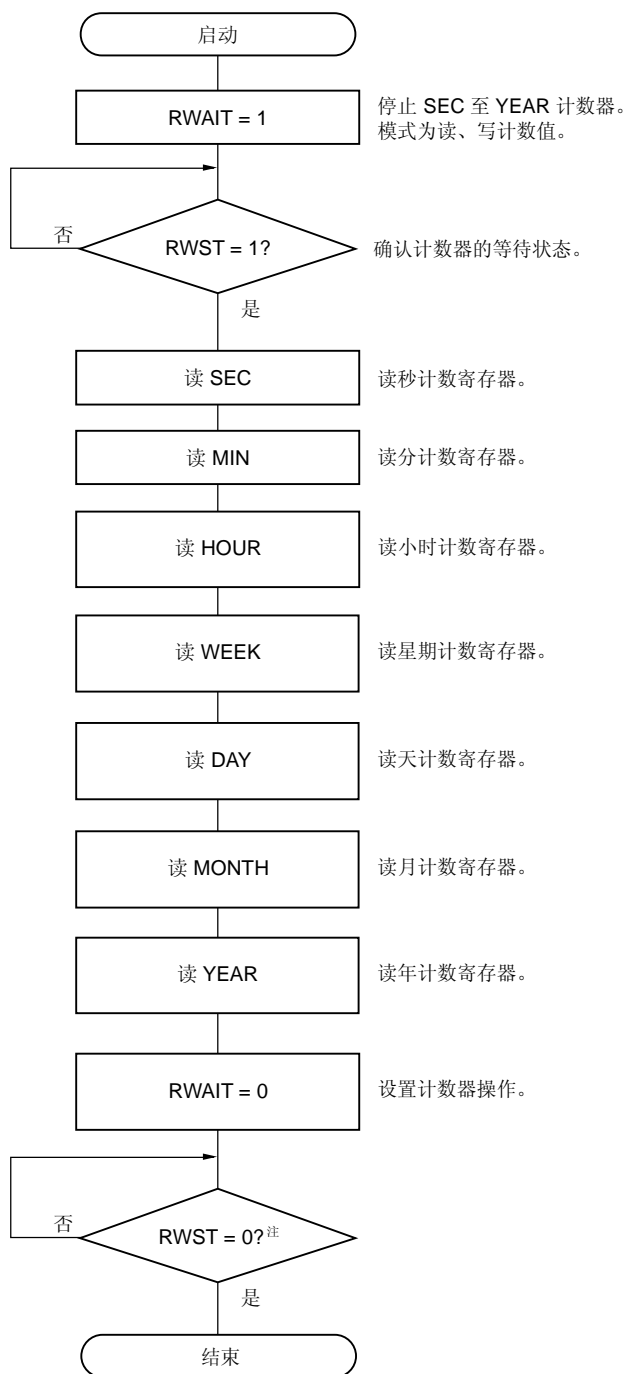 启动
RWAIT = 1
停止 SEC 至 YEAR 计数器。
模式为读、写计数值。
否
RWST = 1?
确认计数器的等待状态。
是
读 SEC
读秒计数寄存器。
读 MIN
读分计数寄存器。
读 HOUR
读小时计数寄存器。
读 WEEK
读星期计数寄存器。
读 DAY
读天计数寄存器。
读 MONTH
读月计数寄存器。
读 YEAR
读年计数寄存器。
RWAIT = 0
设置计数器操作。
否
RWST = 0?注
是
结束